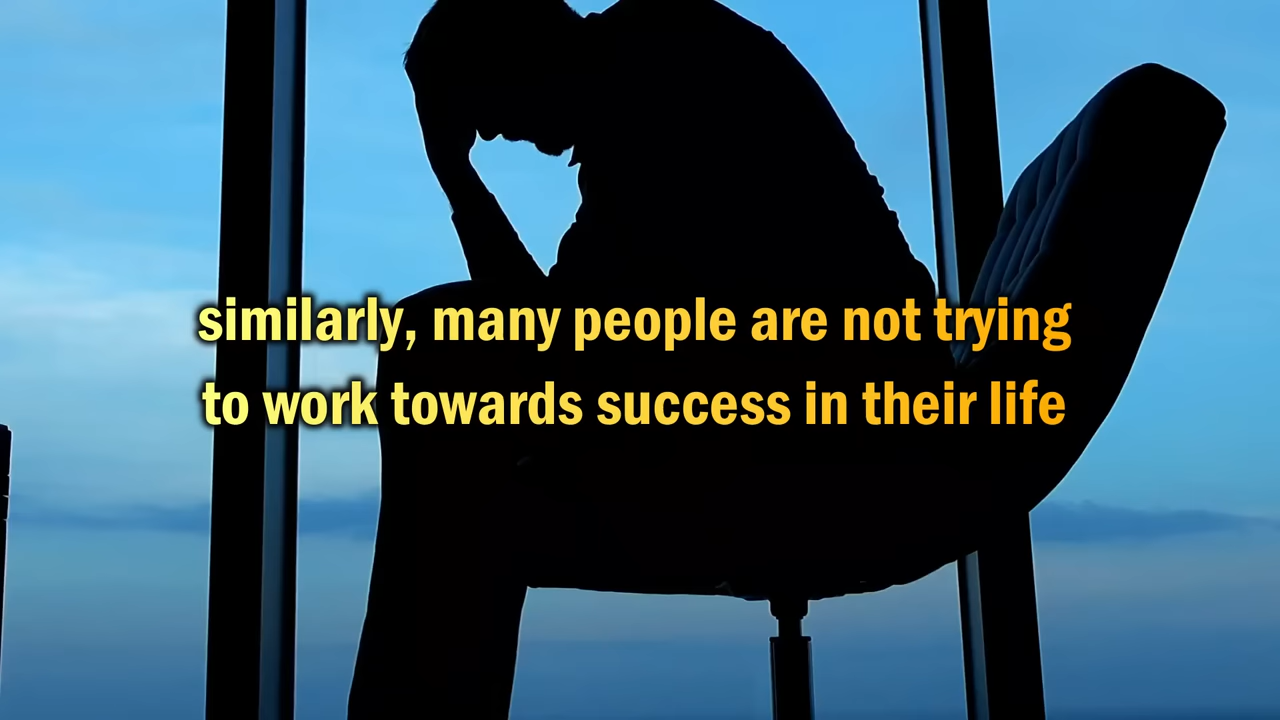 similarly, many people are not trying
to work towards success in their life